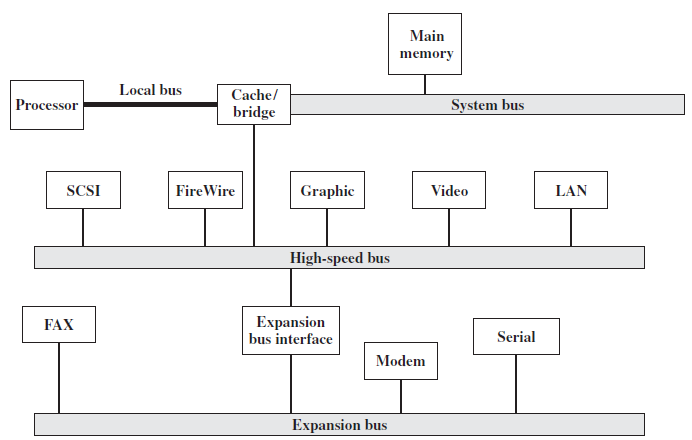 Main
memory
Local bus
Cache/
bridge
Processor
System bus
SCSI
FireWire
Graphic
Video
LAN
High-speed bus
FAX
Expansion
bus interface
Serial
Modem
Expansion bus